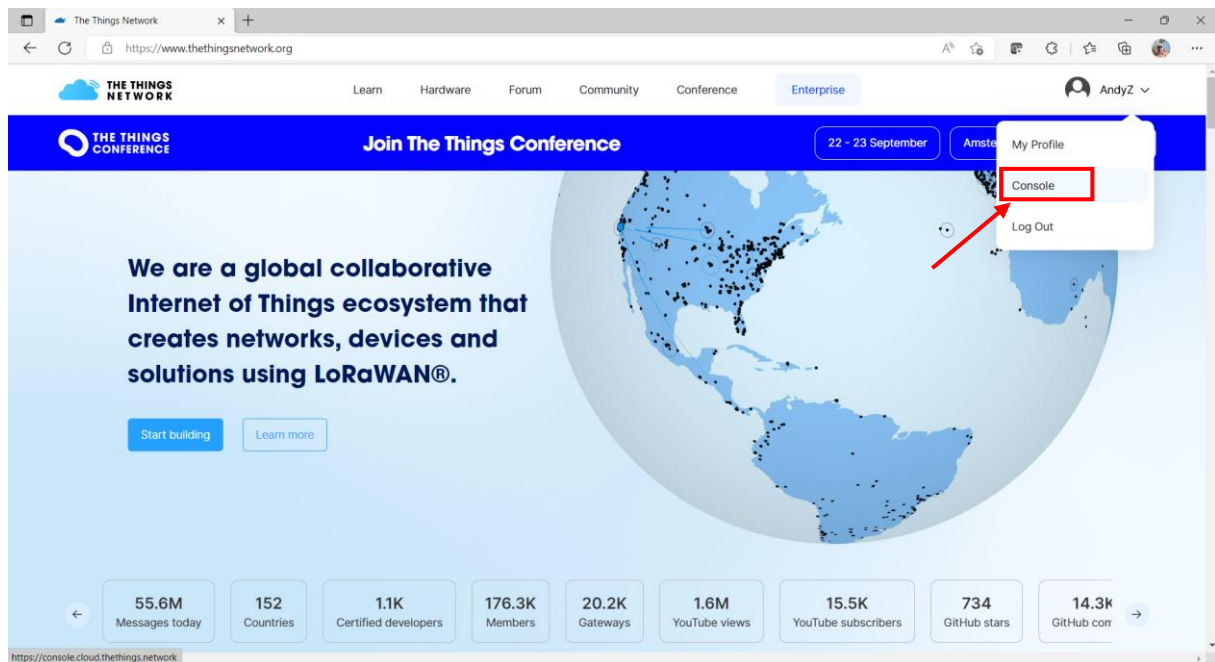 The Things Network
https://www.thethingsnetwork.org
THE THINGS
NETWORK
Learn
Hardware
Forum
Community
Conference
Enterprise
AndyZ
THE THINGS
CONFERENCE
Join The Things Conference
22 - 23 September
Amste
My Profile
Console
Log Out
We are a global collaborative
Internet of Things ecosystem that
creates networks, devices and
solutions using LoRaWAN®.
Start building
Learn more
55.6M
Messages today
152
Countries
1.1K
Certified developers
176.3K
Members
20.2K
Gateways
1.6M
YouTube views
15.5K
YouTube subscribers
734
GitHub stars
14.3K
GitHub com
https://console.cloud.thethings.network